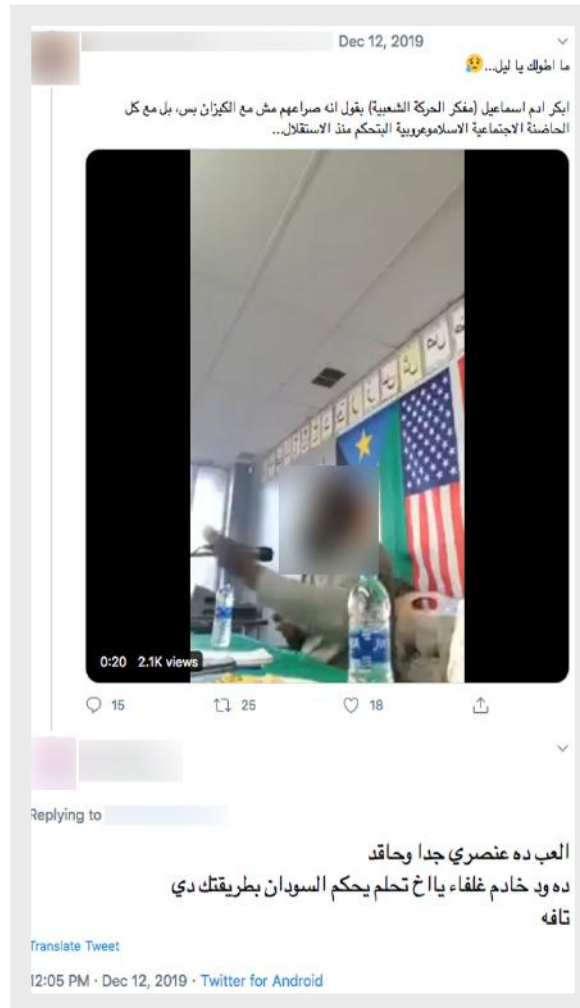 Dec 12, 2019
ما اطولك يا ليل...😢
ابكر ادم اسماعيل (مفكر الحركة الشعبية) بقول انه صراعهم مش مع الكيزان بس، بل مع كل
الحاضنة الاجتماعية الاسلاموعروبية البتحكم منذ الاستقلال...
0:20 2.1K views
15 25 18
Replying to
العب ده عنصري جدا وحاقد
ده ود خادم غلفاء يااخ تحلم يحكم السودان بطريقتك دي
تافه
Translate Tweet
12:05 PM · Dec 12, 2019 · Twitter for Android